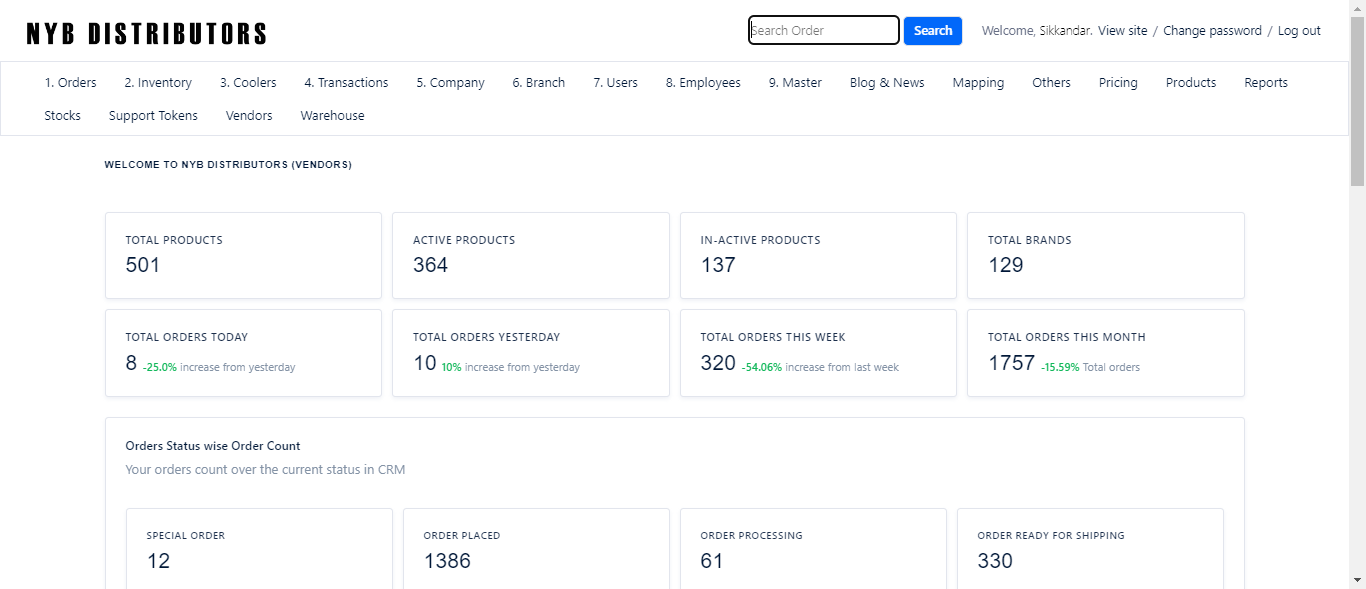 NYB DISTRIBUTORS
Search Order Search Welcome, Sikkandar. View site / Change password / Log out
1. Orders 2. Inventory 3. Coolers 4. Transactions 5. Company 6. Branch 7. Users 8. Employees 9. Master Blog & News Mapping Others Pricing Products Reports
Stocks Support Tokens Vendors Warehouse
WELCOME TO NYB DISTRIBUTORS (VENDORS)
TOTAL PRODUCTS ACTIVE PRODUCTS IN-ACTIVE PRODUCTS TOTAL BRANDS
501 364 137 129
TOTAL ORDERS TODAY TOTAL ORDERS YESTERDAY TOTAL ORDERS THIS WEEK TOTAL ORDERS THIS MONTH
8 -25.0% increase from yesterday 10 10% increase from yesterday 320 -54.06% increase from last week 1757 -15.59% Total orders
Orders Status wise Order Count
Your orders count over the current status in CRM
SPECIAL ORDER ORDER PLACED ORDER PROCESSING ORDER READY FOR SHIPPING
12 1386 61 330